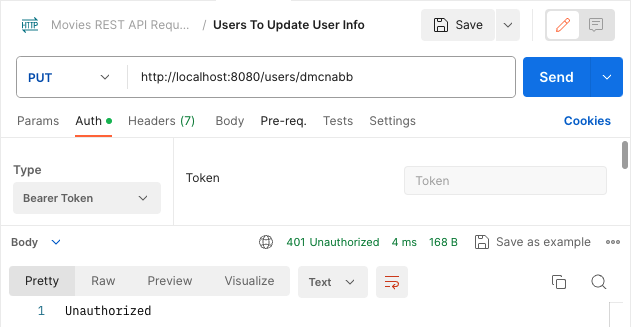 HTTP Movies REST API Requ... / Users To Update User Info Save
PUT http://localhost:8080/users/dmcnabb Send
Params Auth Headers (7) Body Pre-req. Tests Settings Cookies
Type
Token Token
Bearer Token
Body 401 Unauthorized 4 ms 168 B Save as example
Pretty Raw Preview Visualize Text
1 Unauthorized